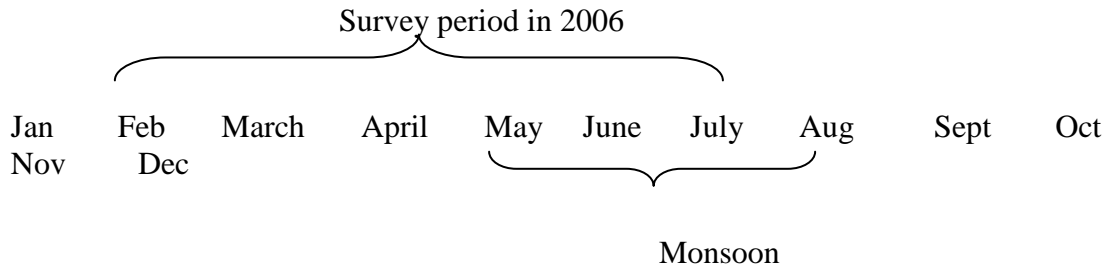 Survey period in 2006
Jan Feb March April May June July Aug Sept Oct
Nov Dec
Monsoon